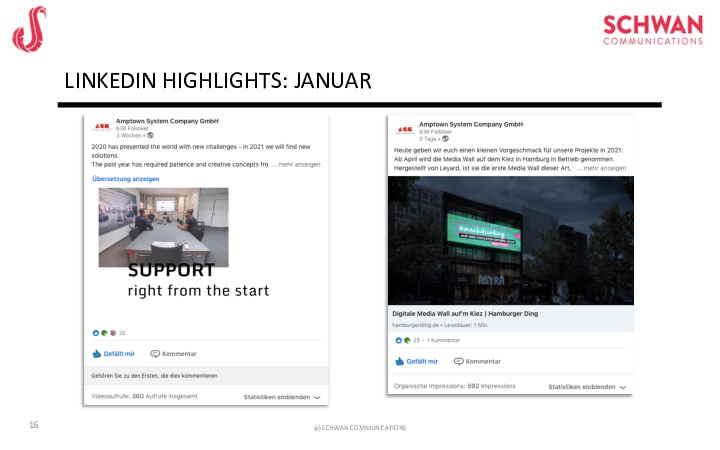 SCHWAN
COMMUNICATIONS
LINKEDIN HIGHLIGHTS: JANUAR
ASC
Amptown System Company GmbH
636 Follower
3 Wochen •
2020 has presented the world with new challenges - in 2021 we will find new
solutions.
The past year has required patience and creative concepts fro ... mehr anzeigen
Übersetzung anzeigen
SUPPORT
right from the start
20
Gefällt mir
Kommentar
Gehören Sie zu den Ersten, die dies kommentieren
Videoaufrufe: 360 Aufrufe insgesamt
Statistiken einblenden
ASC
Amptown System Company GmbH
636 Follower
3 Tage •
Heute geben wir euch einen kleinen Vorgeschmack für unsere Projekte in 2021:
Ab April wird die Media Wall auf dem Kiez in Hamburg in Betrieb genommen.
Hergestellt von Leyard, ist sie die erste Media Wall dieser Art, ... mehr anzeigen
ASTRA
Digitale Media Wall auf'm Kiez | Hamburger Ding
hamburgerding.de • Lesedauer: 1 Min.
25 · 1 Kommentar
Gefällt mir
Kommentar
Organische Impressions: 592 Impressions
Statistiken einblenden
16
(c) SCHWAN COMMUNICATIONS